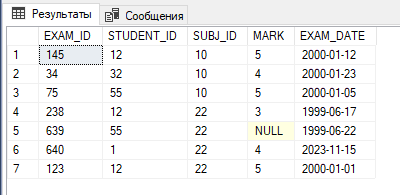 Результаты Сообщения
EXAM_ID STUDENT_ID SUBJ_ID MARK EXAM_DATE
1 145 12 10 5 2000-01-12
2 34 32 10 4 2000-01-23
3 75 55 10 5 2000-01-05
4 238 12 22 3 1999-06-17
5 639 55 22 NULL 1999-06-22
6 640 1 22 4 2023-11-15
7 123 12 22 5 2000-01-01